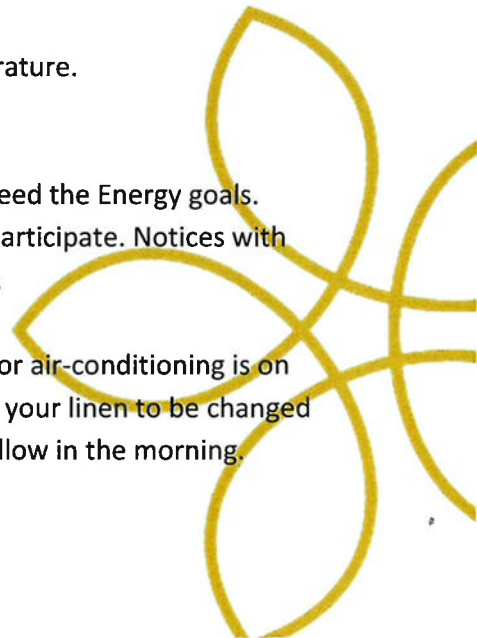 rature.
eed the Energy goals.
articipate. Notices with
or air-conditioning is on
your linen to be changed
llow in the morning.